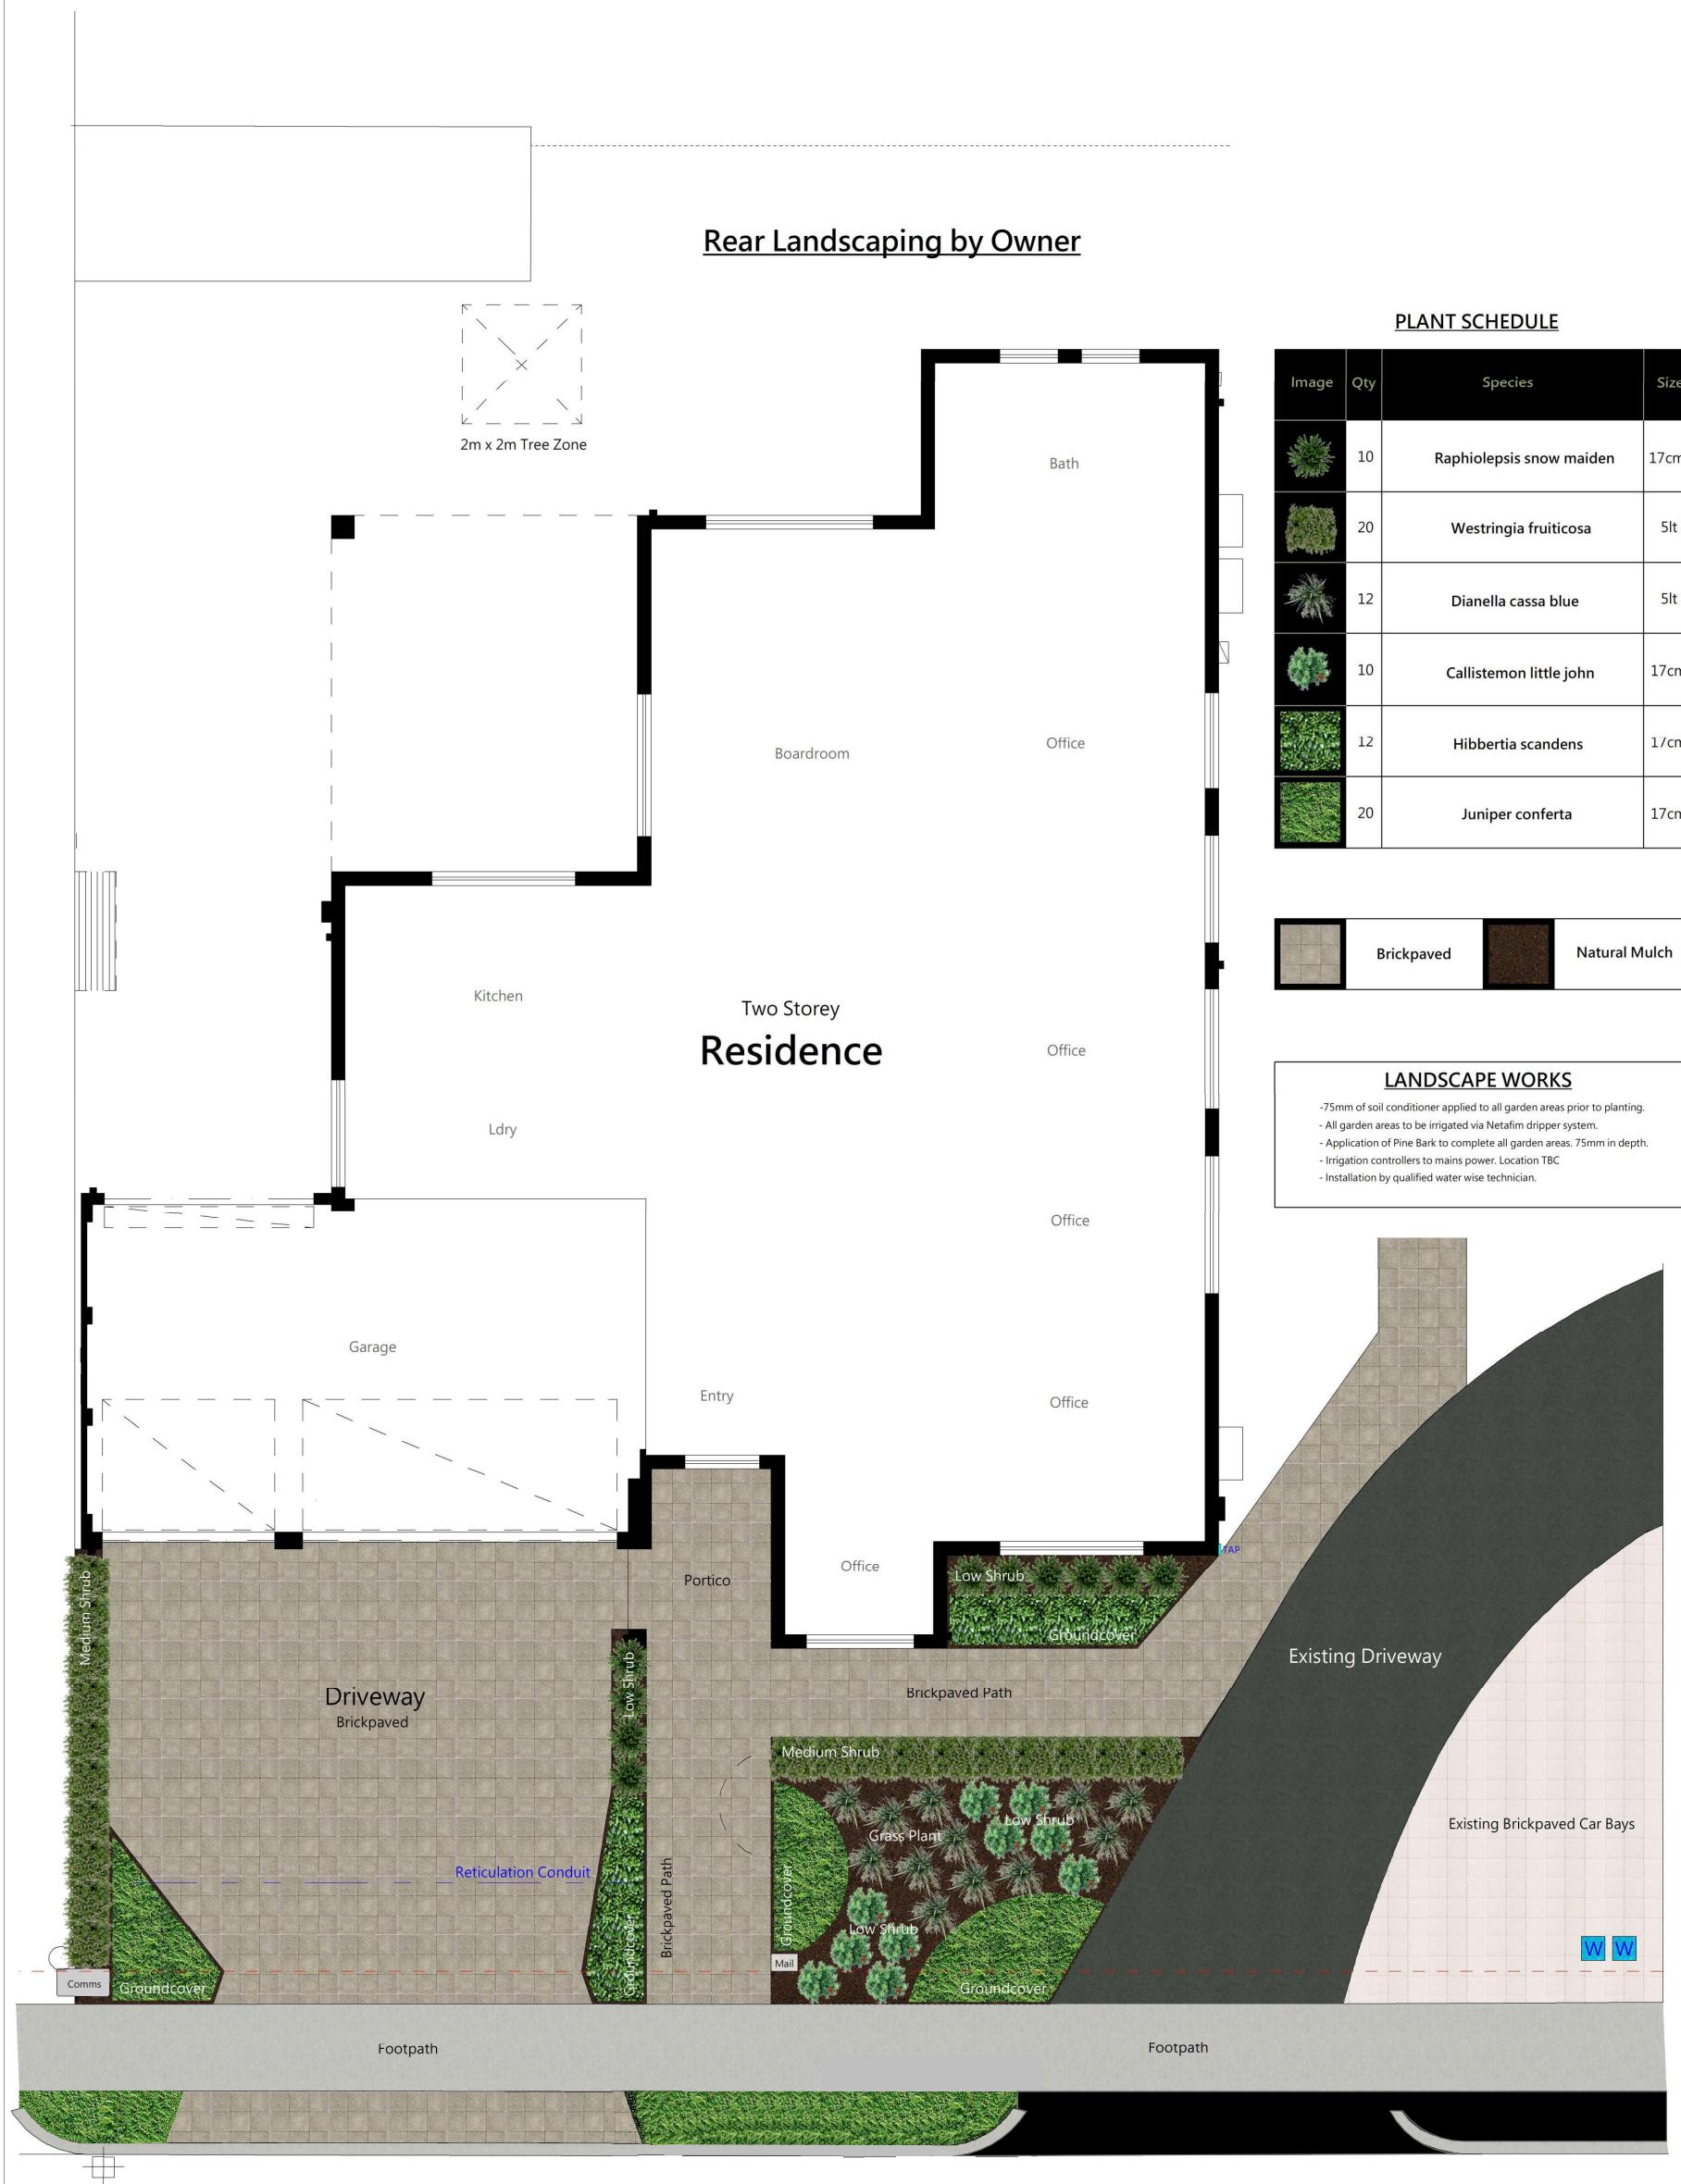 Rear Landscaping by Owner
2m x 2m Tree Zone
PLANT SCHEDULE
Image Qty Species Size
10 Raphiolepsis snow maiden 17cm
20 Westringia fruiticosa 5lt
12 Dianella cassa blue 5lt
10 Callistemon little john 17cm
12 Hibbertia scandens 17cm
20 Juniper conferta 17cm
Brickpaved Natural Mulch
LANDSCAPE WORKS
-75mm of soil conditioner applied to all garden areas prior to planting.
- All garden areas to be irrigated via Netafim dripper system.
- Application of Pine Bark to complete all garden areas. 75mm in depth.
- Irrigation controllers to mains power. Location TBC
- Installation by qualified water wise technician.
Bath
Boardroom
Office
Kitchen
Two Storey
Residence
Office
Ldry
Office
Garage
Entry
Office
Office
Portico
TAP
Medium Shrub
Low Shrub
Groundcover
Low Shrub
Driveway
Brickpaved
Brickpaved Path
Existing Driveway
Medium Shrub
Low Shrub
Grass Plant
Existing Brickpaved Car Bays
Reticulation Conduit
Brickpaved Path
Groundcover
Groundcover
Low Shrub
W W
Mail
Comms
Groundcover
Groundcover
Footpath
Footpath